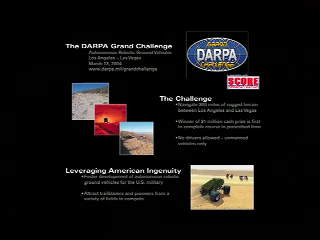 The DARPA Grand Challenge
Autonomous Robotic Ground Vehicles
Los Angeles - Las Vegas
March 13, 2004
www.darpa.mil/grandchallenge
GRAND
DARPA
CHALLENGE
SCORE
The Challenge
•Navigate 300 miles of rugged terrain
between Los Angeles and Las Vegas
•Winner of $1 million cash prize is first
to complete course in prescribed time
•No drivers allowed – unmanned
vehicles only
Leveraging American Ingenuity
•Foster development of autonomous robotic
ground vehicles for the U.S. military
•Attract trailblazers and pioneers from a
variety of fields to compete